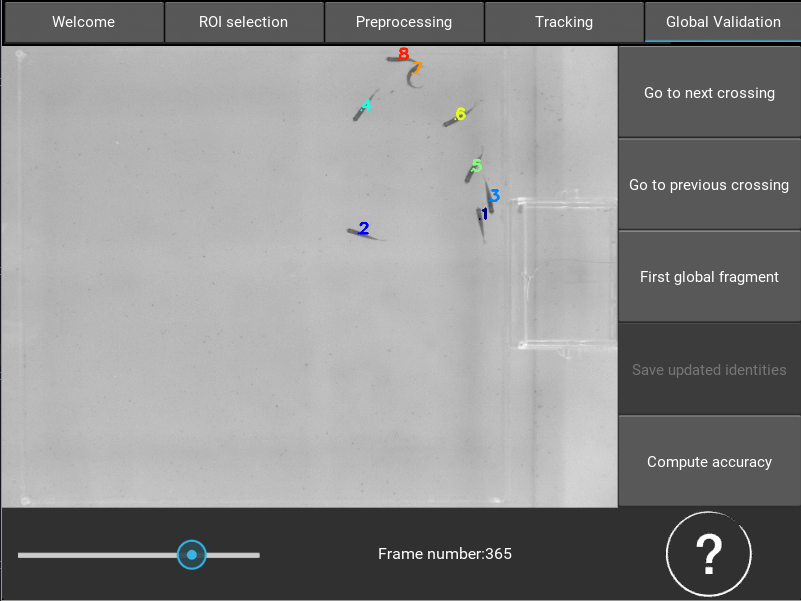 Welcome
ROI selection
Preprocessing
Tracking
Global Validation
8
7
4
6
5
3
1
2
Go to next crossing
Go to previous crossing
First global fragment
Save updated identities
Compute accuracy
Frame number:365
?